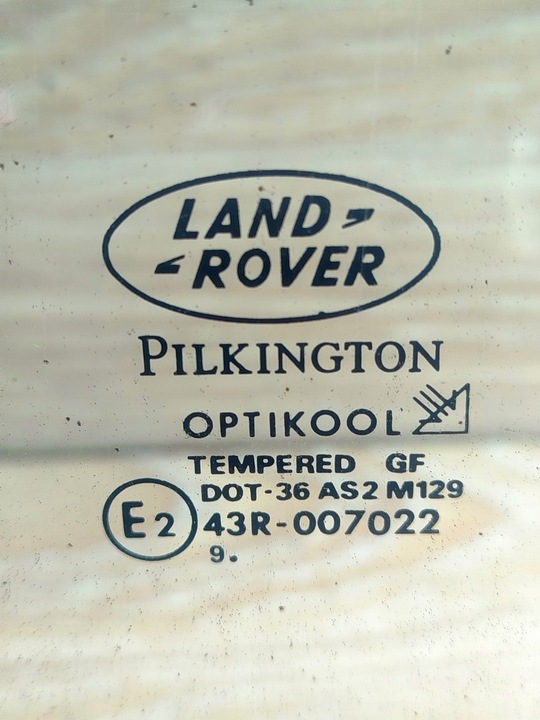 LAND
ROVER
PILKINGTON
OPTIKOOL
TEMPERED GF
DOT-36 AS2 M129
E2 43R-007022
9.